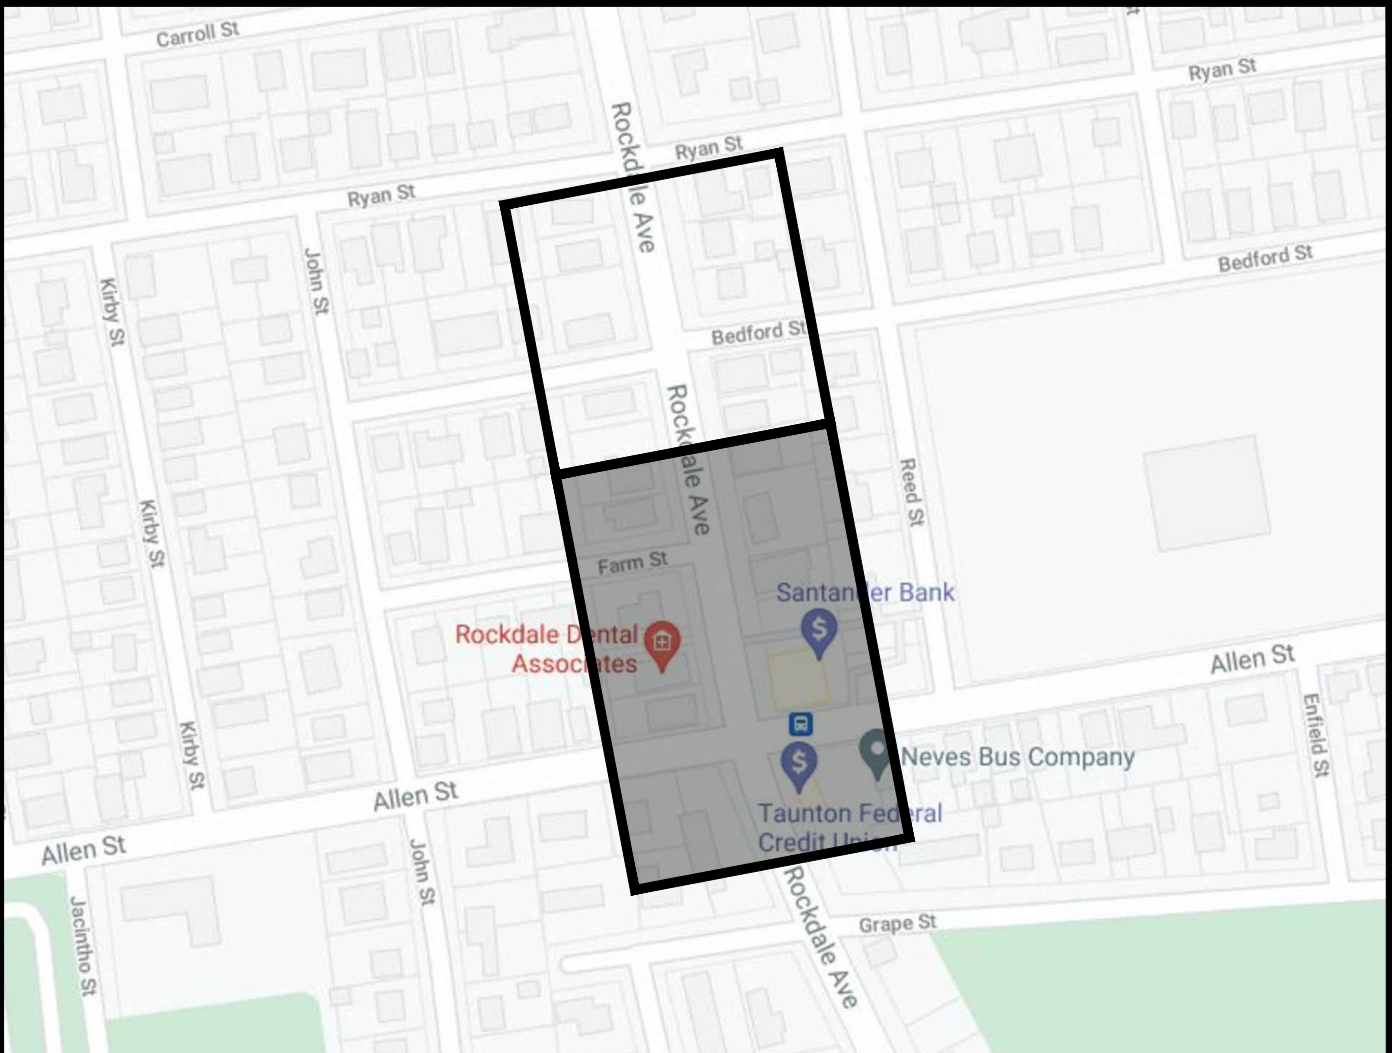 Carroll St
Ryan St
Rockdale Ave
Ryan St
Ryan St
Kirby St
John St
Bedford St
Bedford St
Rockdale Ave
Kirby St
Reed St
Farm St
Santander Bank
Rockdale Dental
Associates
Allen St
Kirby St
Enfield St
Neves Bus Company
Allen St
Taunton Federal
Credit Union
Allen St
John St
Jacintho St
Rockdale Ave
Grape St